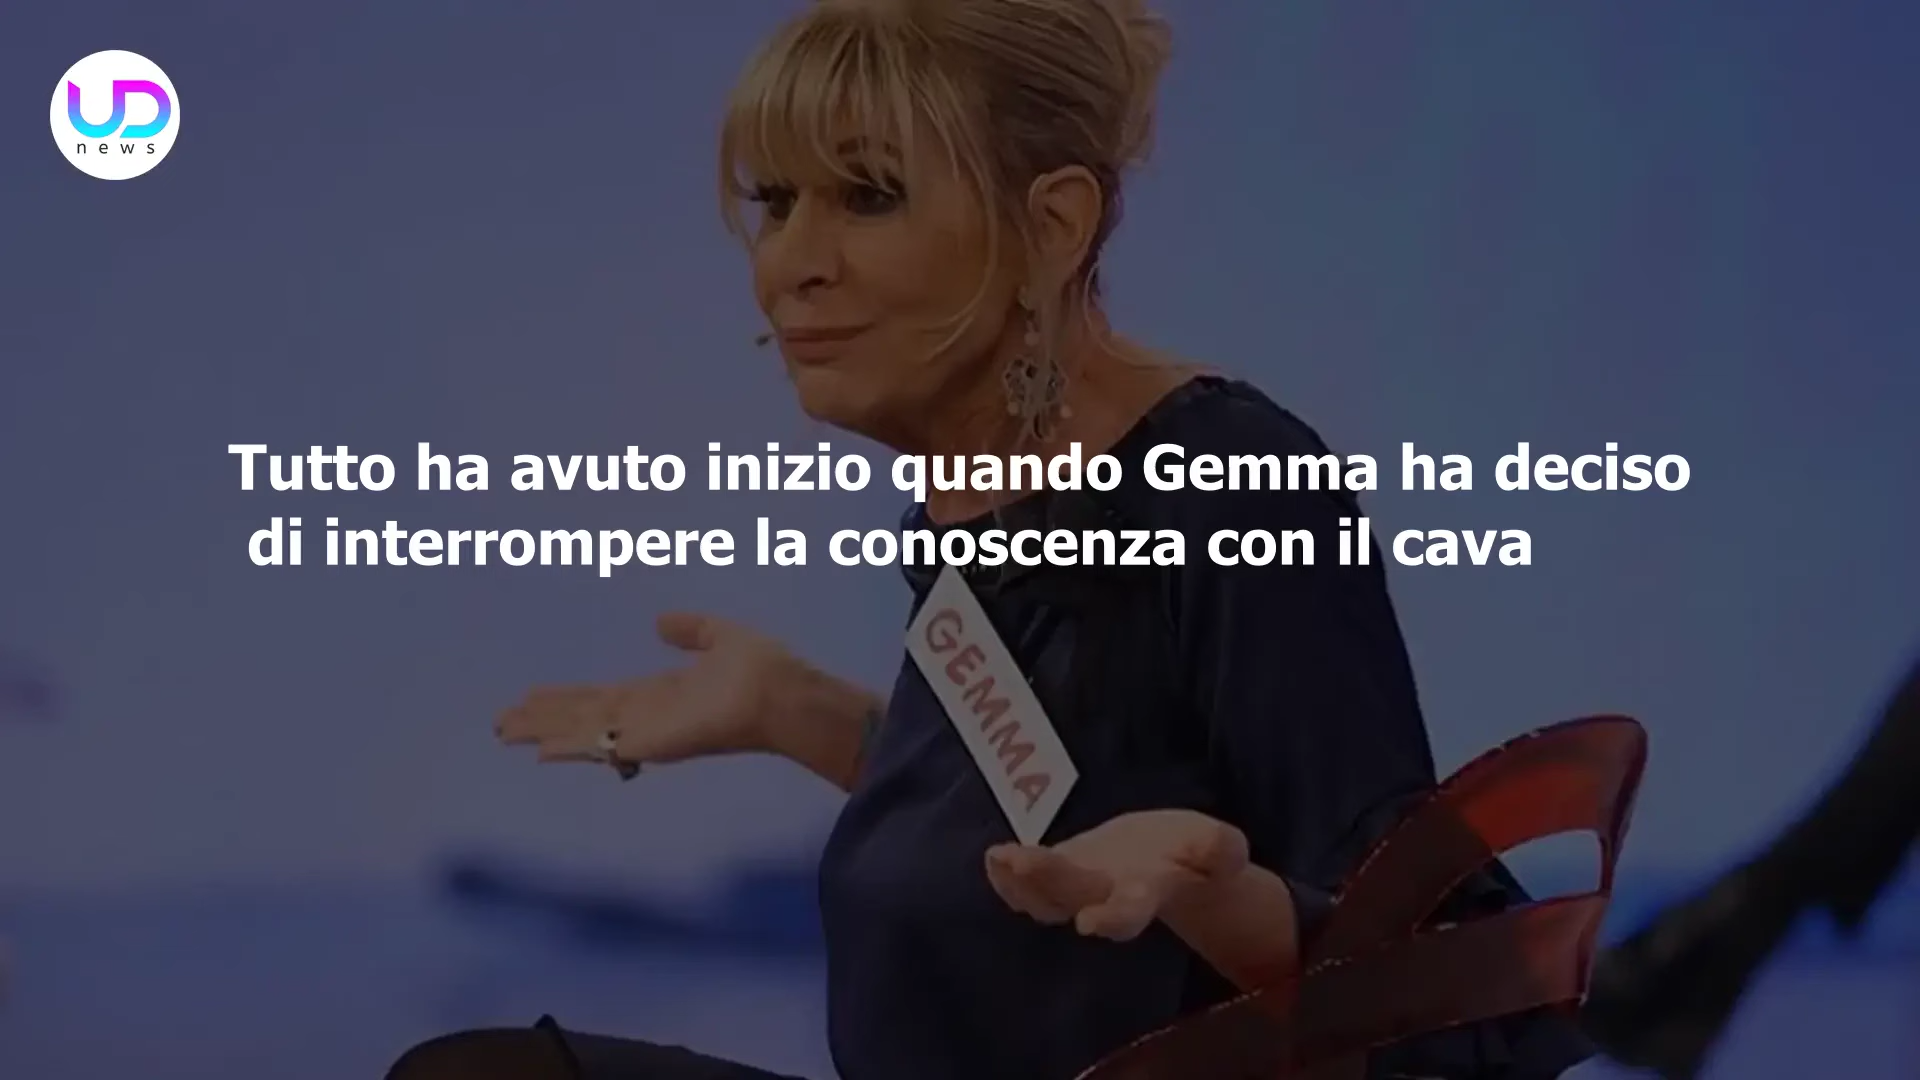 UD
news
Tutto ha avuto inizio quando Gemma ha deciso
di interrompere la conoscenza con il cava
GEMMA